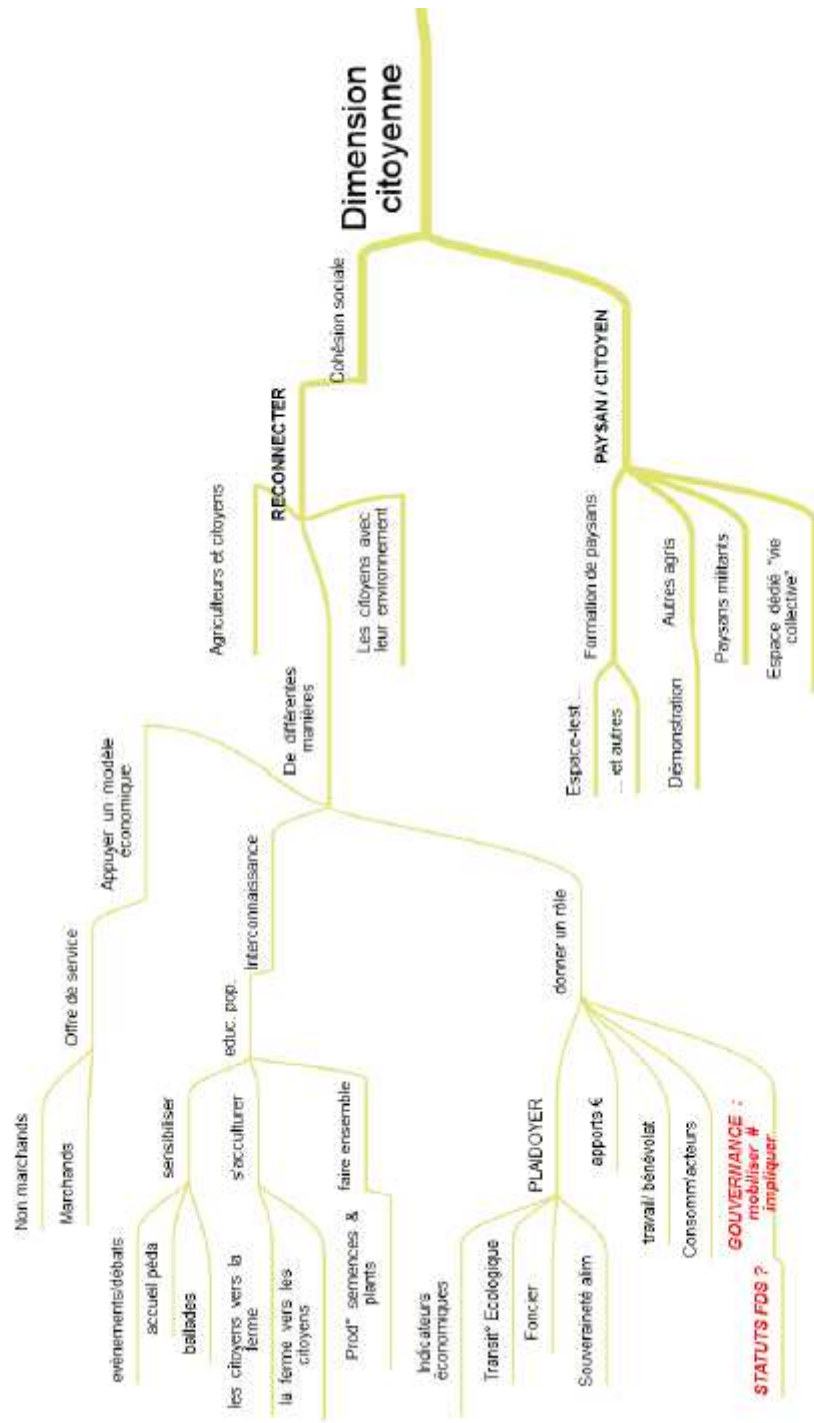 Dimension
citoyenne
Cohésion sociale
RECONNECTER
Agriculteurs et citoyens
Les citoyens avec
leur environnement
De différentes
manières
Appuyer un modèle
économique
Offre de service
Non marchands
Marchands
Interconnaissance
educ. pop.
sensibiliser
evènements/débats
accueil péda
ballades
s'acculturer
les citoyens vers la
ferme
la ferme vers les
citoyens
faire ensemble
Prod° semences &
plants
donner un rôle
PLAIDOYER
Indicateurs
économiques
Transit° Ecologique
Foncier
Souveraineté alim
apports €
travail/ bénévolat
Consomm'acteurs
GOUVERNANCE :
mobiliser #
impliquer
STATUTS FDS ?
PAYSAN / CITOYEN
Formation de paysans
Espace-test ...
... et autres
Autres agris
Démonstration
Paysans militants
Espace dédié "vie
collective"